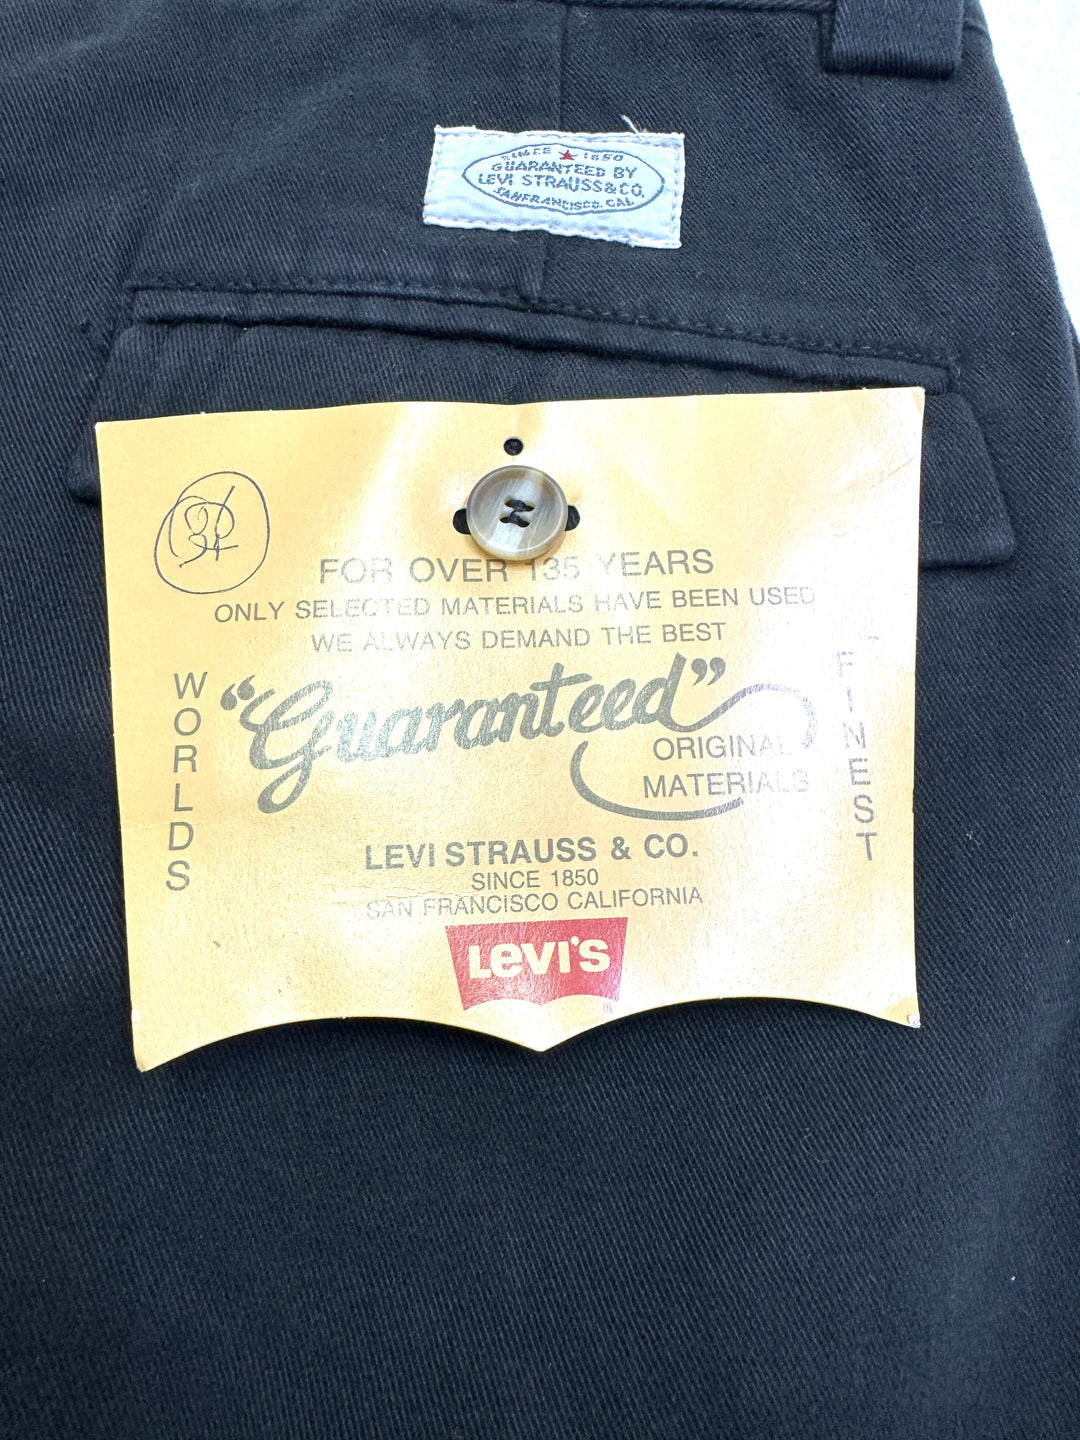 SINCE ★ 1850
GUARANTEED BY
LEVI STRAUSS & CO.
SAN FRANCISCO. CAL
34
FOR OVER 135 YEARS
ONLY SELECTED MATERIALS HAVE BEEN USED
WE ALWAYS DEMAND THE BEST
WORLDS
"Guaranteed"
FINEST
ORIGINAL
MATERIALS
LEVI STRAUSS & CO.
SINCE 1850
SAN FRANCISCO CALIFORNIA
LEVI'S
®